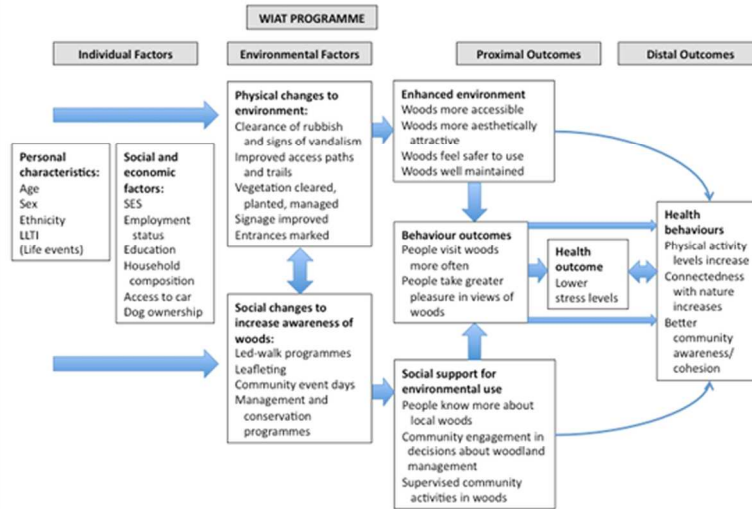 WIAT PROGRAMME
Individual Factors
Environmental Factors
Proximal Outcomes
Distal Outcomes
Personal
characteristics:
Age
Sex
Ethnicity
LLTI
(Life events)
Social and
economic
factors:
SES
Employment
status
Education
Household
composition
Access to car
Dog ownership
Physical changes to
environment:
Clearance of rubbish
and signs of vandalism
Improved access paths
and trails
Vegetation cleared,
planted, managed
Signage improved
Entrances marked
Social changes to
increase awareness of
woods:
Led-walk programmes
Leafleting
Community event days
Management and
conservation
programmes
Enhanced environment
Woods more accessible
Woods more aesthetically
attractive
Woods feel safer to use
Woods well maintained
Behaviour outcomes
People visit woods
more often
People take greater
pleasure in views of
woods
Health
outcome
Lower
stress levels
Social support for
environmental use
People know more about
local woods
Community engagement in
decisions about woodland
management
Supervised community
activities in woods
Health
behaviours
Physical activity
levels increase
Connectedness
with nature
increases
Better
community
awareness/
cohesion